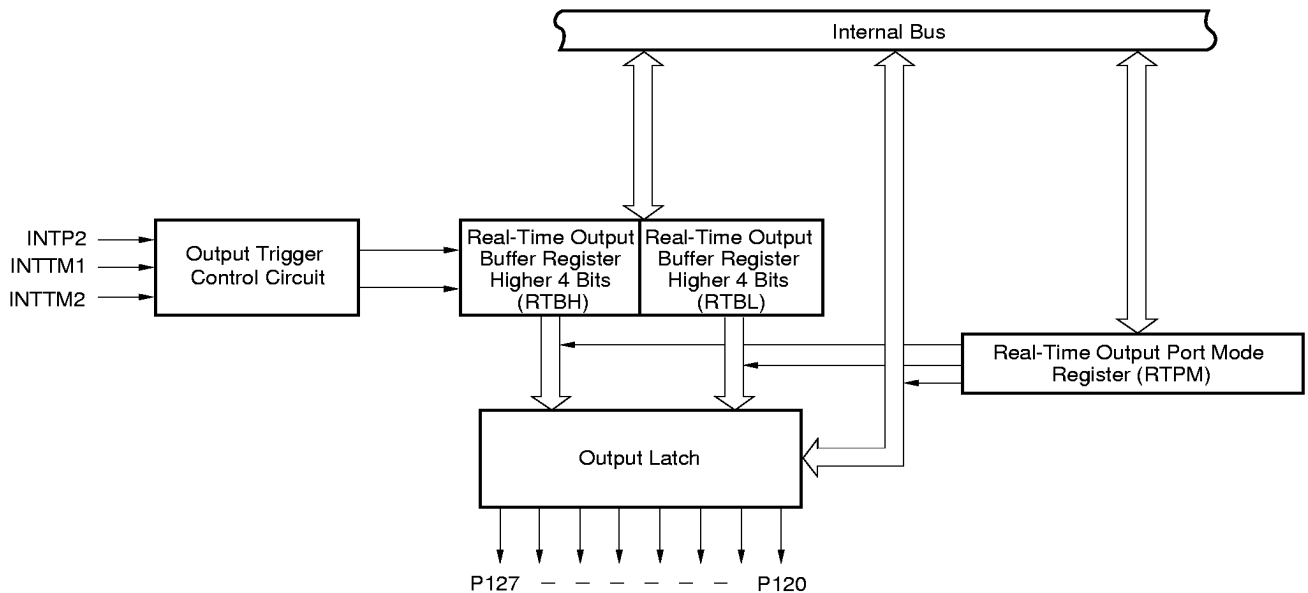 Internal Bus
INTP2
INTTM1
INTTM2
Output Trigger
Control Circuit
Real-Time Output
Buffer Register
Higher 4 Bits
(RTBH)
Real-Time Output
Buffer Register
Higher 4 Bits
(RTBL)
Real-Time Output Port Mode
Register (RTPM)
Output Latch
P127 – – – – – – P120